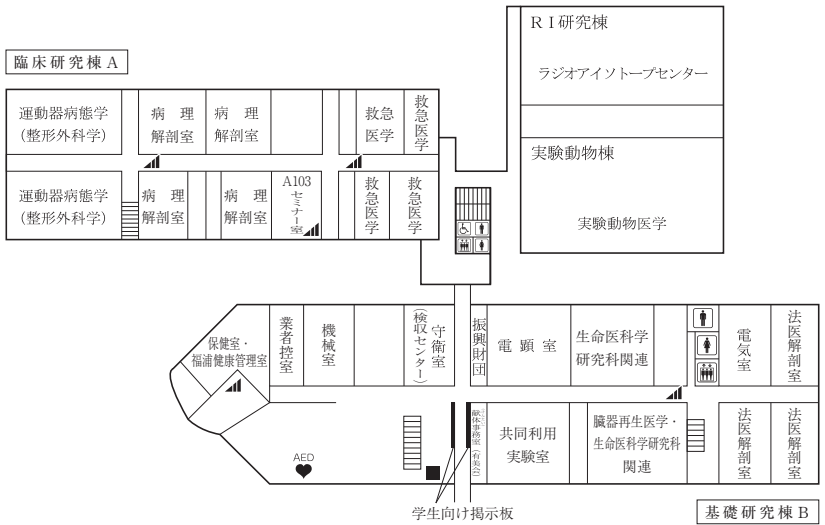 臨床研究棟A
運動器病態学
(整形外科学)
病 理
解剖室
病 理
解剖室
救急
医学
救急医学
運動器病態学
(整形外科学)
病 理
解剖室
病 理
解剖室
A103
セミナー室
救急医学
救急医学
RI研究棟
ラジオアイソトープセンター
実験動物棟
実験動物医学
保健室・
福浦健康管理室
業者控室
機械室
守衛室
(検収センター)
振興財団
電 顕 室
生命医科学
研究科関連
電気室
法医解剖室
AED
献体事務室(有美会)
共同利用
実験室
臓器再生医学・
生命医科学研究科
関連
法医解剖室
法医解剖室
学生向け掲示板
基礎研究棟B